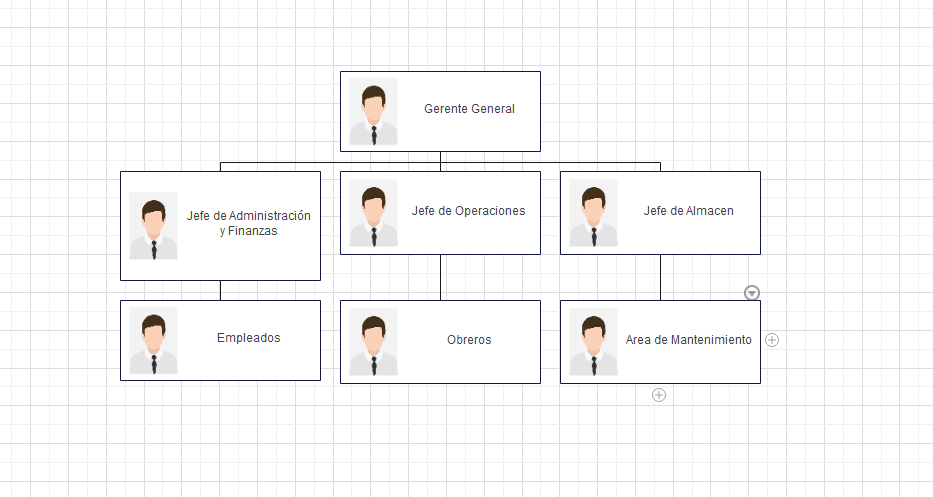 Gerente General
Jefe de Administración
y Finanzas
Jefe de Operaciones
Jefe de Almacen
Empleados
Obreros
Area de Mantenimiento